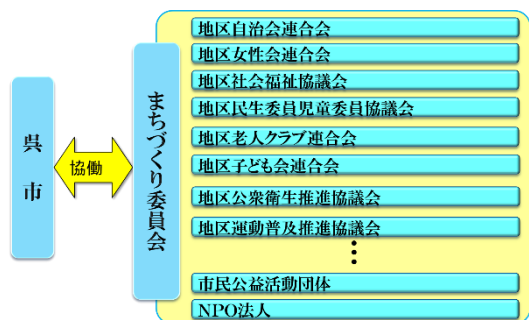 呉市
協働
まちづくり委員会
地区自治会連合会
地区女性会連合会
地区社会福祉協議会
地区民生委員児童委員協議会
地区老人クラブ連合会
地区子ども会連合会
地区公衆衛生推進協議会
地区運動普及推進協議会
市民公益活動団体
NPO法人